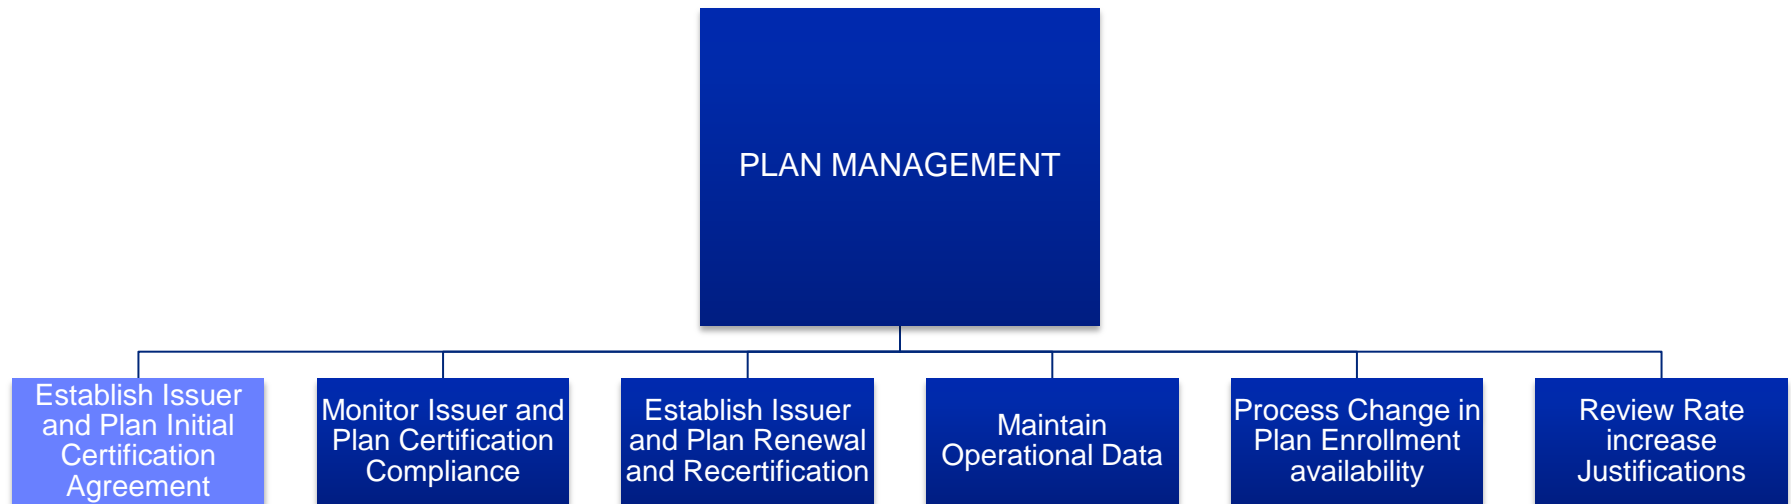 PLAN MANAGEMENT
Establish Issuer
and Plan Initial
Certification
Agreement
Monitor Issuer and
Plan Certification
Compliance
Establish Issuer
and Plan Renewal
and Recertification
Maintain
Operational Data
Process Change in
Plan Enrollment
availability
Review Rate
increase
Justifications